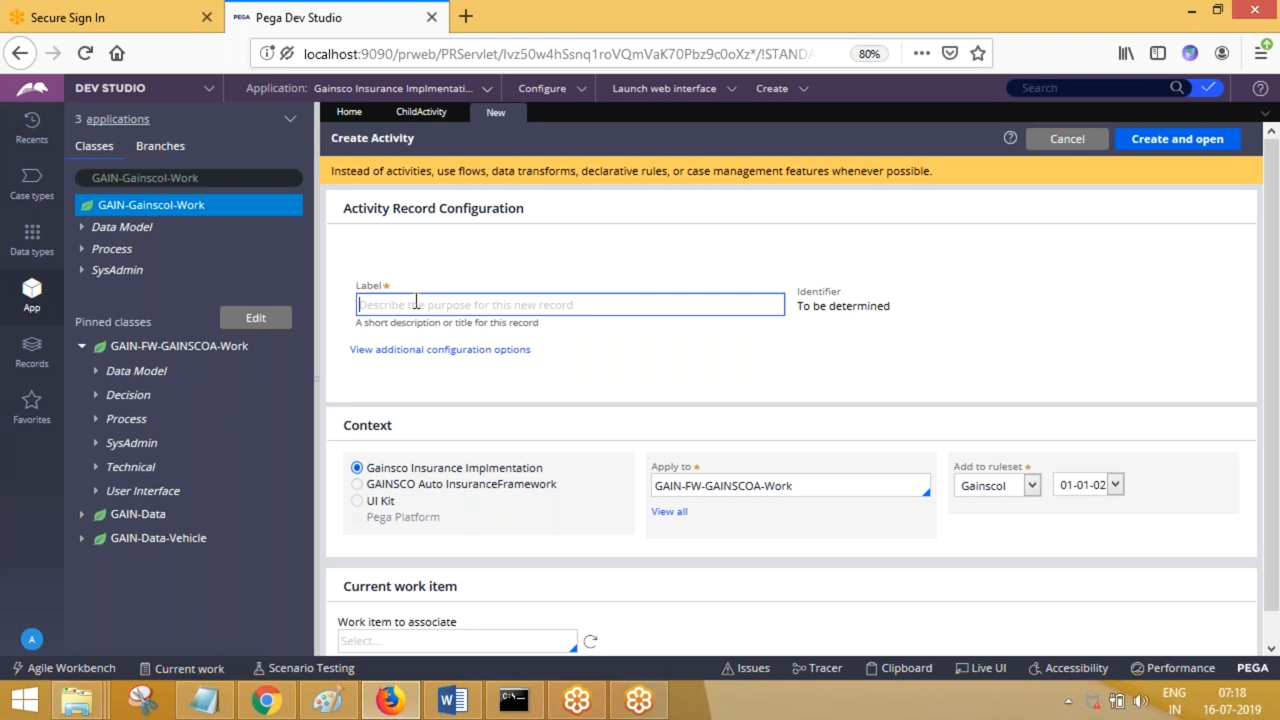 Secure Sign In
PEGA Pega Dev Studio
localhost:9090/prweb/PRServlet/Ivz50w4hSsnq1roVQmVaK70Pbz9c0oXz*/!STANDA
80%
DEV STUDIO
Application: Gainsco Insurance Implmentati...
Configure
Launch web interface
Create
Search
Recents
Case types
Data types
App
Records
Favorites
A
3 applications
Classes Branches
GAIN-Gainscol-Work
GAIN-Gainscol-Work
Data Model
Process
SysAdmin
Pinned classes
Edit
GAIN-FW-GAINSCOA-Work
Data Model
Decision
Process
SysAdmin
Technical
User Interface
GAIN-Data
GAIN-Data-Vehicle
Home ChildActivity New
Create Activity
Cancel
Create and open
Instead of activities, use flows, data transforms, declarative rules, or case management features whenever possible.
Activity Record Configuration
Label*
Describe the purpose for this new record
A short description or title for this record
Identifier
To be determined
View additional configuration options
Context
Gainsco Insurance Implmentation
GAINSCO Auto InsuranceFramework
UI Kit
Pega Platform
Apply to *
GAIN-FW-GAINSCOA-Work
View all
Add to ruleset *
Gainscol
01-01-02
Current work item
Work item to associate
Select...
Agile Workbench
Current work
Scenario Testing
Issues
Tracer
Clipboard
Live UI
Accessibility
Performance
PEGA
ENG
IN
07:18
16-07-2019